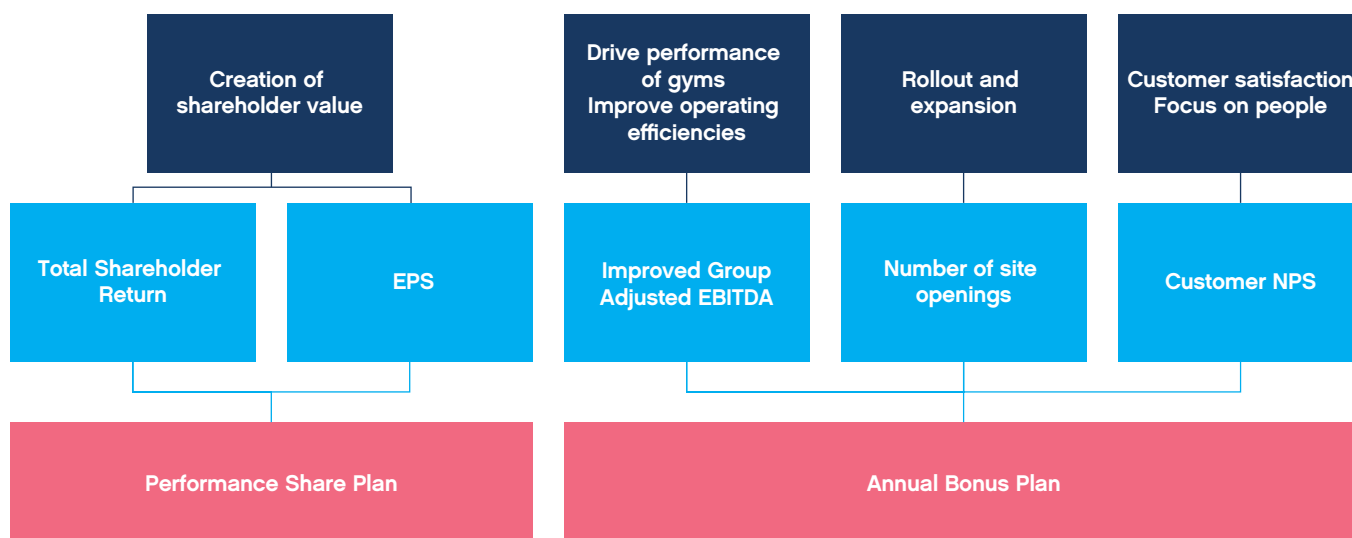 Creation of
shareholder value
Drive performance
of gyms
Improve operating
efficiencies
Rollout and
expansion
Customer satisfaction
Focus on people
Total Shareholder
Return
EPS
Improved Group
Adjusted EBITDA
Number of site
openings
Customer NPS
Performance Share Plan
Annual Bonus Plan